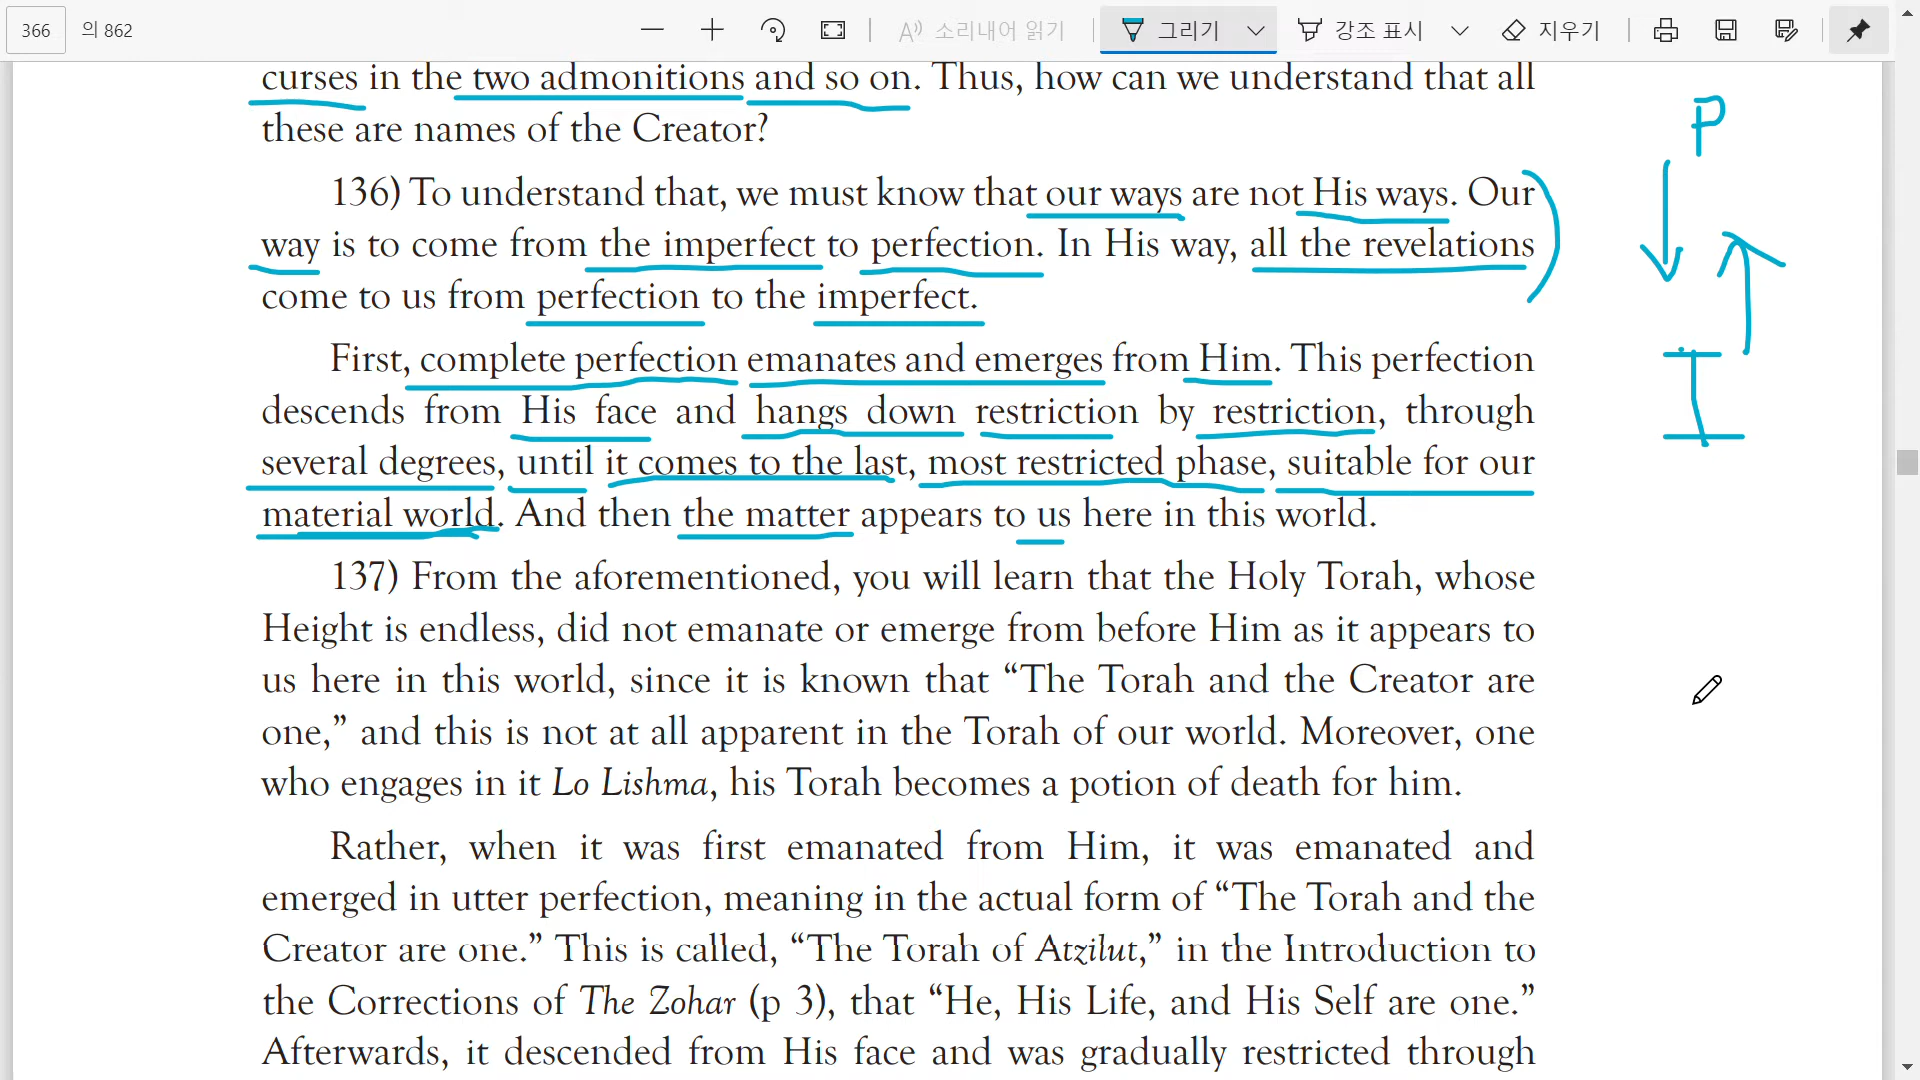 366 의 862 소리내어 읽기 그리기 강조 표시 지우기
curses in the two admonitions and so on. Thus, how can we understand that all
these are names of the Creator?
136) To understand that, we must know that our ways are not His ways. Our
way is to come from the imperfect to perfection. In His way, all the revelations
come to us from perfection to the imperfect.
First, complete perfection emanates and emerges from Him. This perfection
descends from His face and hangs down restriction by restriction, through
several degrees, until it comes to the last, most restricted phase, suitable for our
material world. And then the matter appears to us here in this world.
137) From the aforementioned, you will learn that the Holy Torah, whose
Height is endless, did not emanate or emerge from before Him as it appears to
us here in this world, since it is known that “The Torah and the Creator are
one,” and this is not at all apparent in the Torah of our world. Moreover, one
who engages in it Lo Lishma, his Torah becomes a potion of death for him.
Rather, when it was first emanated from Him, it was emanated and
emerged in utter perfection, meaning in the actual form of “The Torah and the
Creator are one.” This is called, “The Torah of Atzilut,” in the Introduction to
the Corrections of The Zohar (p 3), that “He, His Life, and His Self are one.”
Afterwards, it descended from His face and was gradually restricted through
P
I